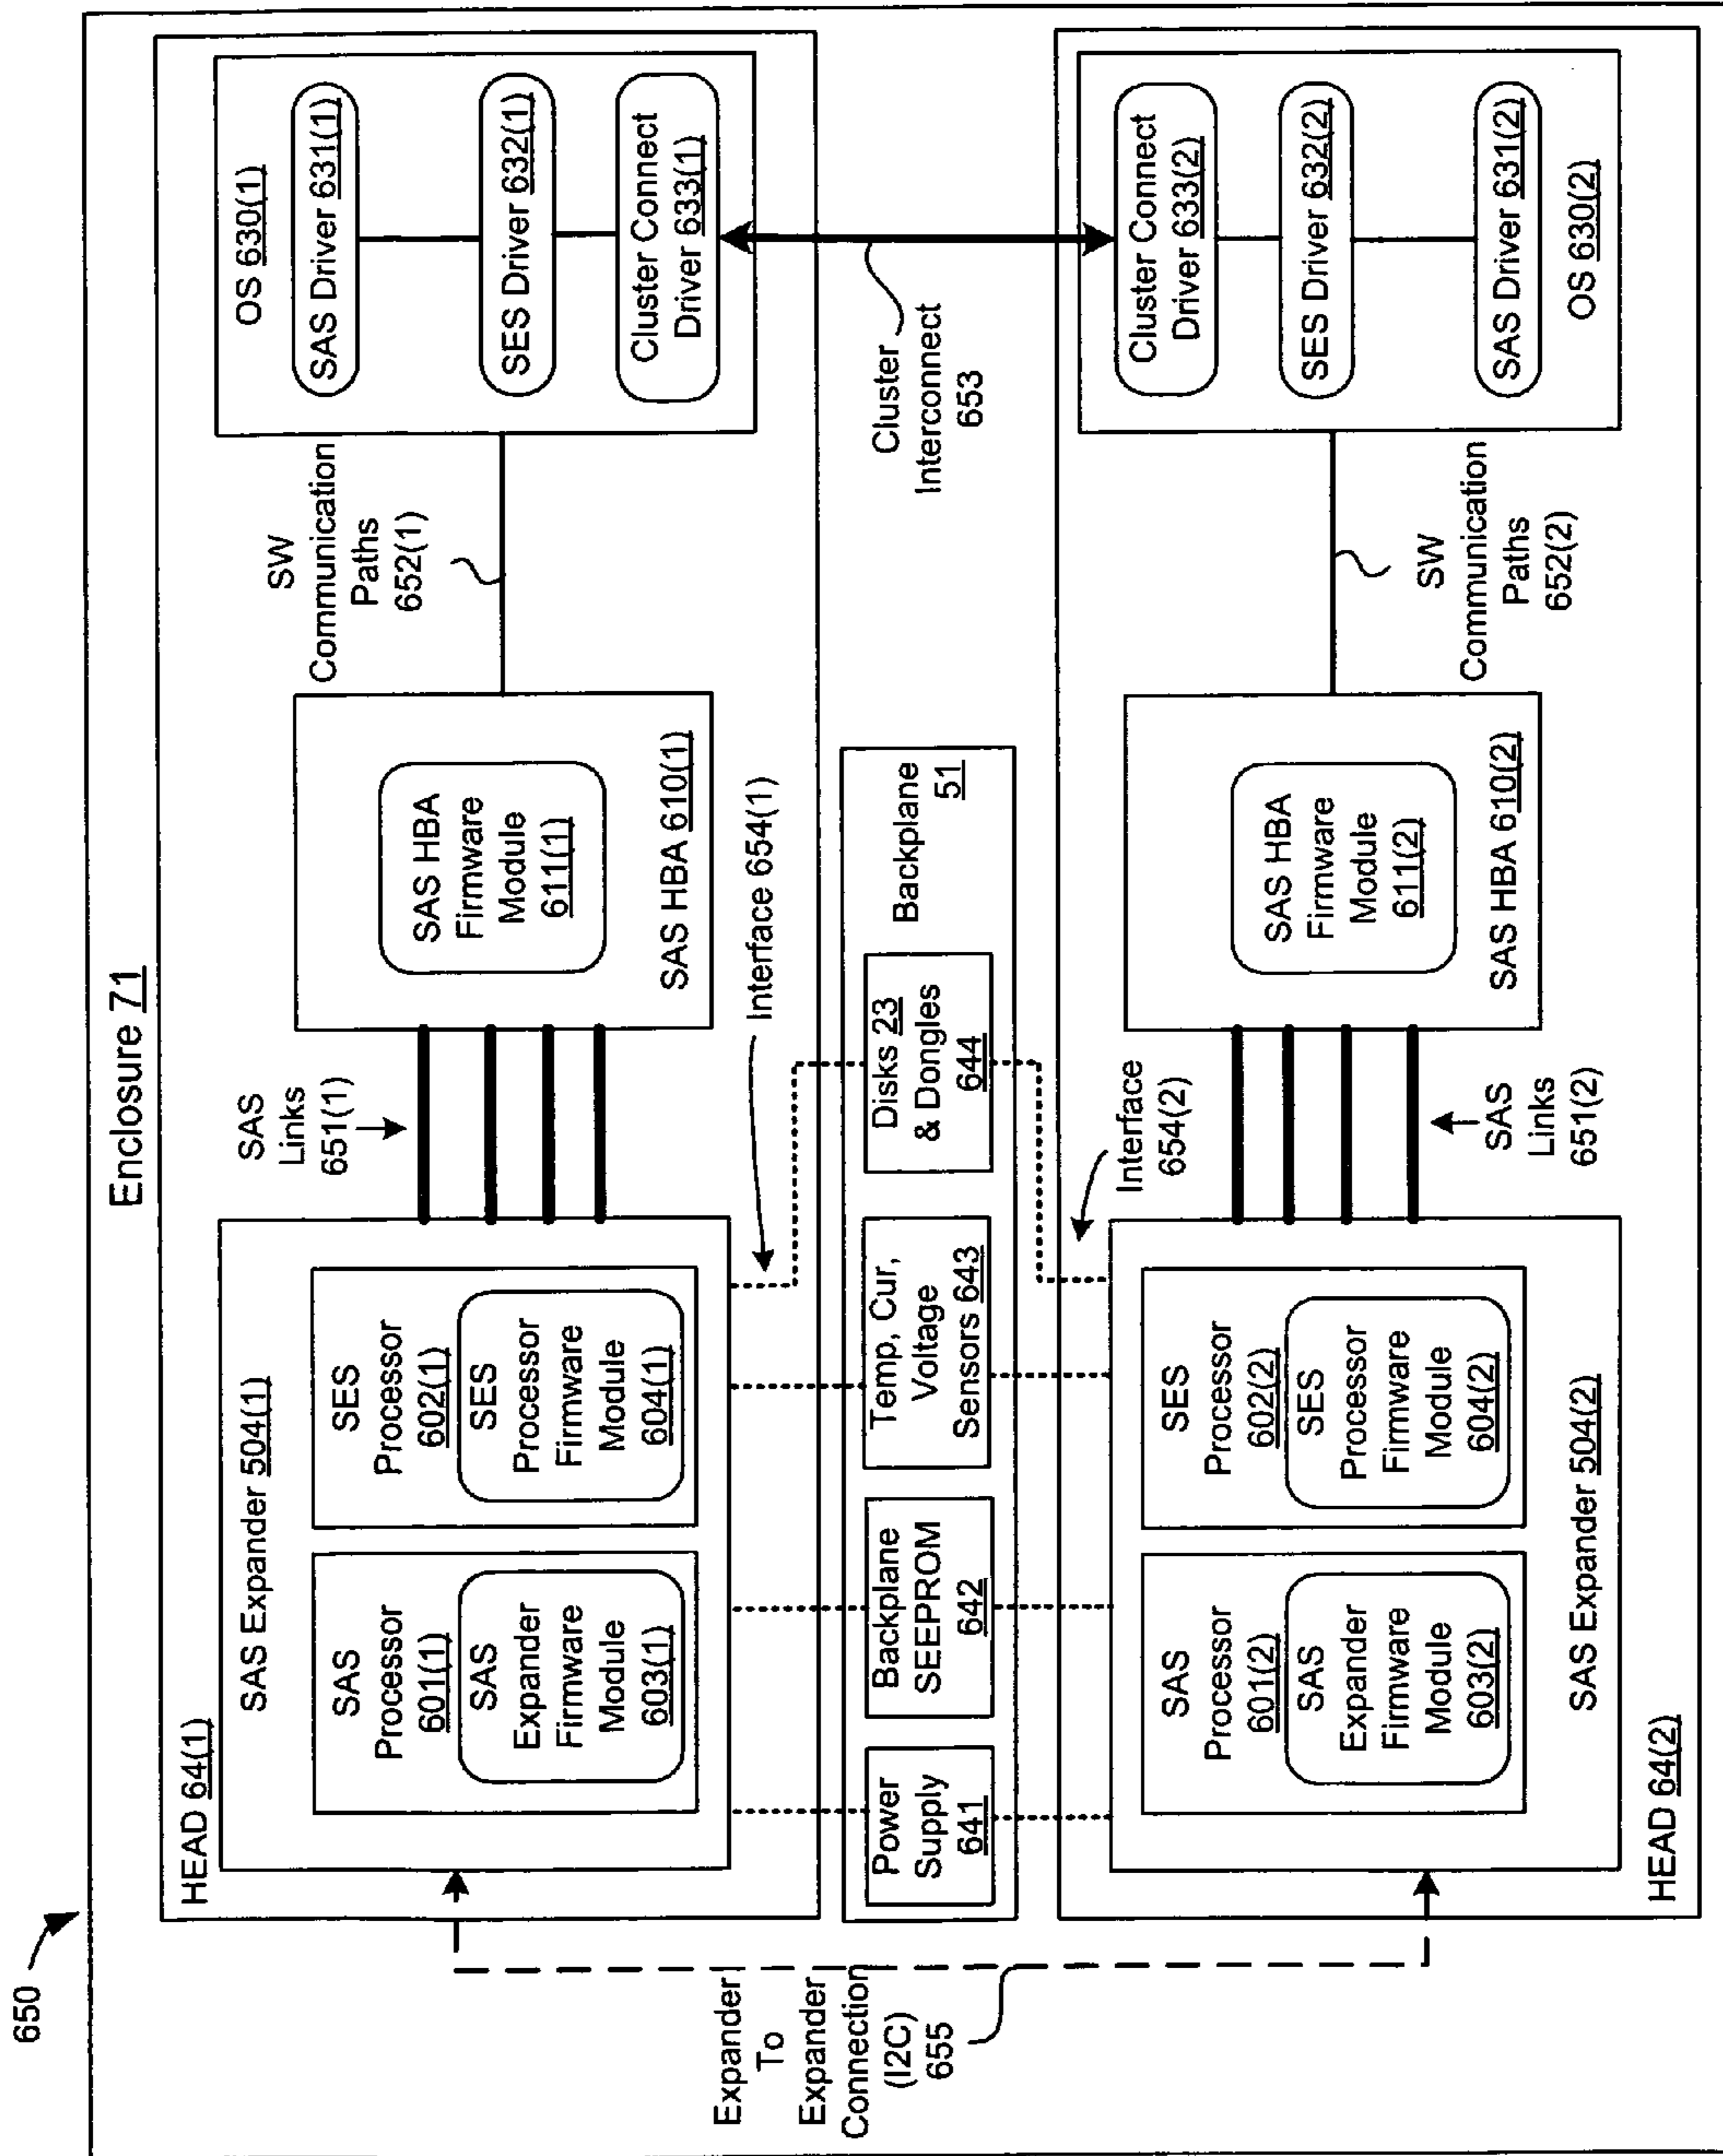 650
Enclosure 71
HEAD 64(1)
SAS Expander 504(1)
SAS
Processor
601(1)
SAS
Expander
Firmware
Module
603(1)
SES
Processor
602(1)
SES
Processor
Firmware
Module
604(1)
SAS
Links
651(1)
SAS HBA
Firmware
Module
611(1)
SAS HBA 610(1)
SW
Communication
Paths
652(1)
OS 630(1)
SAS Driver 631(1)
SES Driver 632(1)
Cluster Connect
Driver 633(1)
Interface 654(1)
Expander
To
Expander
Connection
(I2C)
655
Power
Supply
641
Backplane
SEEPROM
642
Temp, Cur,
Voltage
Sensors 643
Disks 23
& Dongles
644
Backplane
51
Cluster
Interconnect
653
Interface
654(2)
SAS
Processor
601(2)
SAS
Expander
Firmware
Module
603(2)
SES
Processor
602(2)
SES
Processor
Firmware
Module
604(2)
SAS Expander 504(2)
HEAD 64(2)
SAS
Links
651(2)
SAS HBA
Firmware
Module
611(2)
SAS HBA 610(2)
SW
Communication
Paths
652(2)
Cluster Connect
Driver 633(2)
SES Driver 632(2)
SAS Driver 631(2)
OS 630(2)